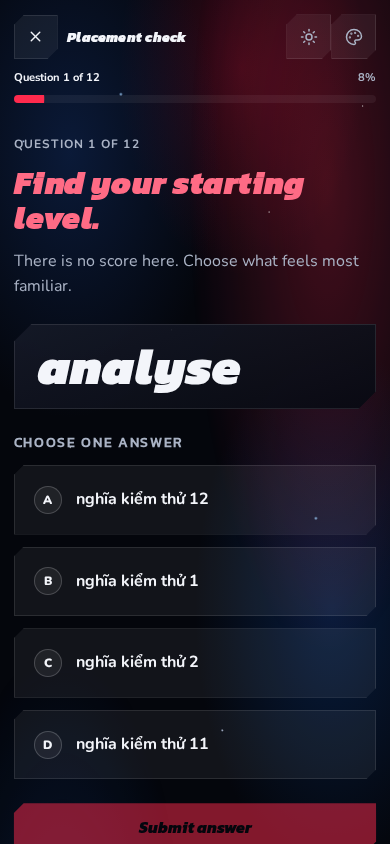 Placement check
Question 1 of 12
8%
QUESTION 1 OF 12
Find your starting
level.
There is no score here. Choose what feels most
familiar.
analyse
CHOOSE ONE ANSWER
A nghĩa kiểm thử 12
B nghĩa kiểm thử 1
C nghĩa kiểm thử 2
D nghĩa kiểm thử 11
Submit answer